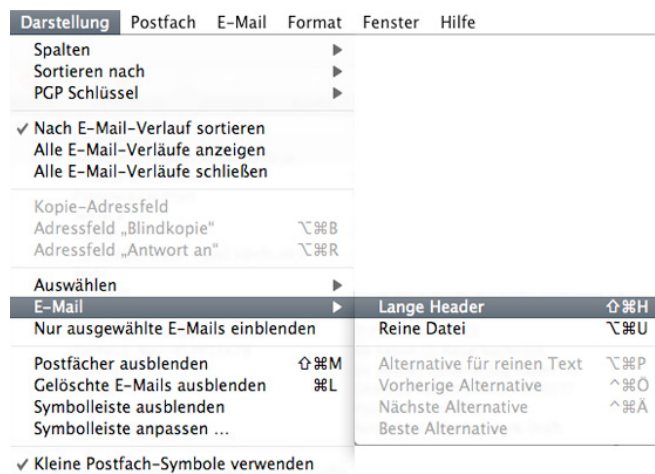 Darstellung Postfach E-Mail Format Fenster Hilfe
Spalten ▶
Sortieren nach ▶
PGP Schlüssel ▶
✓ Nach E-Mail-Verlauf sortieren
Alle E-Mail-Verläufe anzeigen
Alle E-Mail-Verläufe schließen
Kopie-Adressfeld
Adressfeld „Blindkopie“ ⌥⌘B
Adressfeld „Antwort an“ ⌥⌘R
Auswählen ▶
E-Mail ▶
Nur ausgewählte E-Mails einblenden
Postfächer ausblenden ⇧⌘M
Gelöschte E-Mails ausblenden ⌘L
Symbolleiste ausblenden
Symbolleiste anpassen ...
✓ Kleine Postfach-Symbole verwenden
Lange Header ⇧⌘H
Reine Datei ⌥⌘U
Alternative für reinen Text ⌥⌘P
Vorherige Alternative ^⌘Ö
Nächste Alternative ^⌘Ä
Beste Alternative